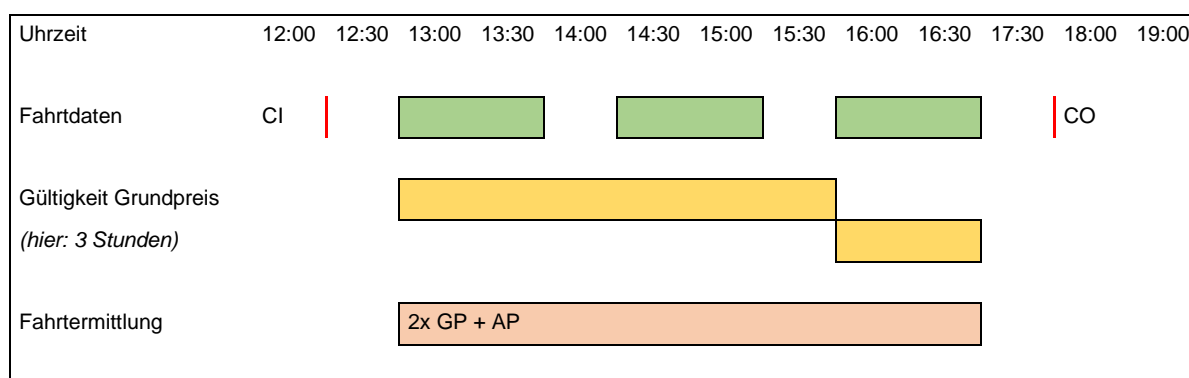 Uhrzeit 12:00 12:30 13:00 13:30 14:00 14:30 15:00 15:30 16:00 16:30 17:30 18:00 19:00
Fahrtdaten CI CO
Gültigkeit Grundpreis
(hier: 3 Stunden)
Fahrtermittlung 2x GP + AP